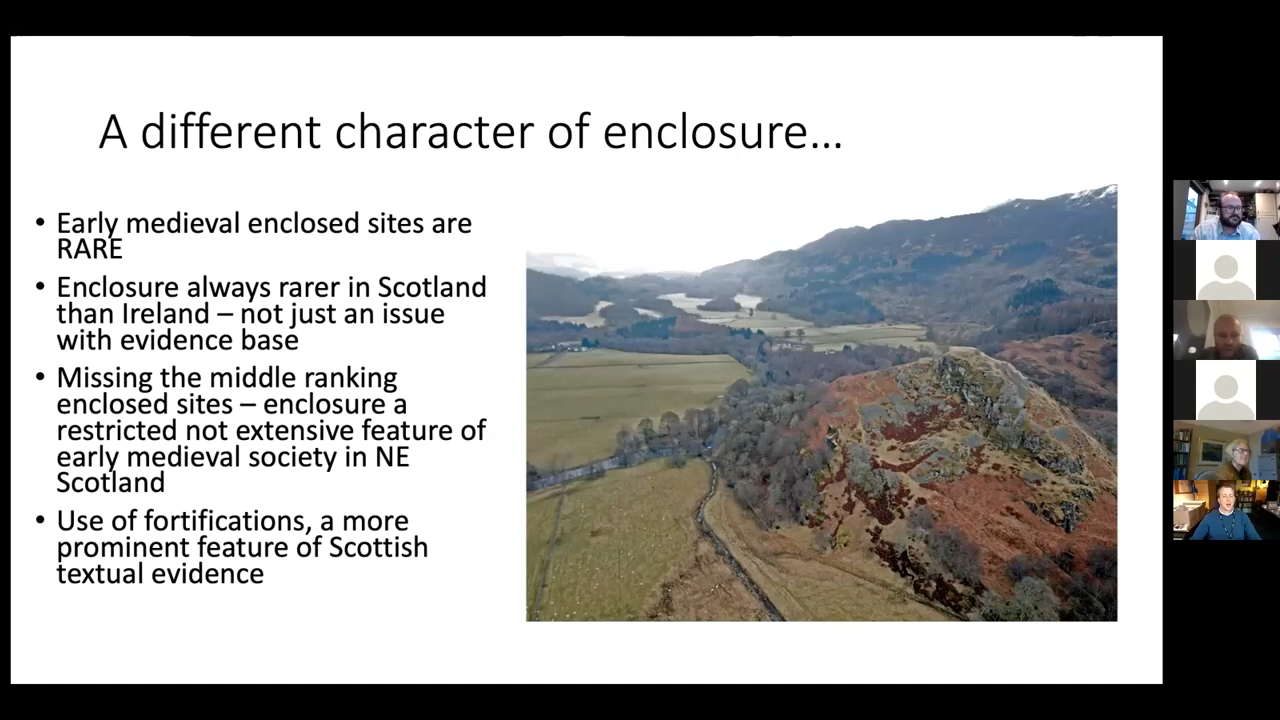 A different character of enclosure...
• Early medieval enclosed sites are
RARE
• Enclosure always rarer in Scotland
than Ireland – not just an issue
with evidence base
• Missing the middle ranking
enclosed sites – enclosure a
restricted not extensive feature of
early medieval society in NE
Scotland
• Use of fortifications, a more
prominent feature of Scottish
textual evidence